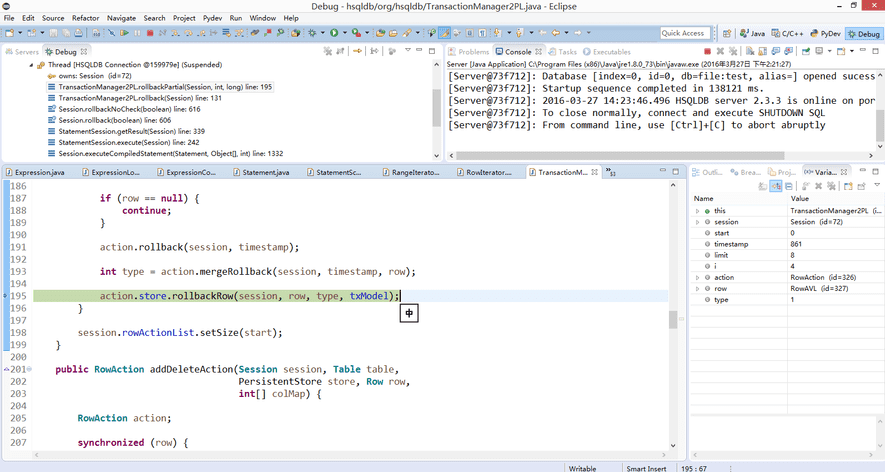 Debug - hsqldb/org/hsqldb/TransactionManager2PL.java - Eclipse
File Edit Source Refactor Navigate Search Project Pydev Run Window Help
Quick Access Java C/C++ PyDev Debug
Servers Debug
Thread [HSQLDB Connection @159979e] (Suspended)
owns: Session (id=72)
TransactionManager2PL.rollbackPartial(Session, int, long) line: 195
TransactionManager2PL.rollback(Session) line: 131
Session.rollbackNoCheck(boolean) line: 616
Session.rollback(boolean) line: 606
StatementSession.getResult(Session) line: 339
StatementSession.execute(Session) line: 242
Session.executeCompiledStatement(Statement, Object[], int) line: 1332
Problems Console Tasks Executables
Server [Java Application] C:\Program Files (x86)\Java\jre1.8.0_73\bin\javaw.exe (2016年3月27日 下午2:21:27)
[Server@73f712]: Database [index=0, id=0, db=file:test, alias=] opened sucess
[Server@73f712]: Startup sequence completed in 138121 ms.
[Server@73f712]: 2016-03-27 14:23:46.496 HSQLDB server 2.3.3 is online on por
[Server@73f712]: To close normally, connect and execute SHUTDOWN SQL
[Server@73f712]: From command line, use [Ctrl]+[C] to abort abruptly
Expression.java ExpressionLo... ExpressionCo... Statement.java StatementSc... RangeIterato... RowIterator.... TransactionM...
186
187 if (row == null) {
188 continue;
189 }
190
191 action.rollback(session, timestamp);
192
193 int type = action.mergeRollback(session, timestamp, row);
194
195 action.store.rollbackRow(session, row, type, txModel);
196 }
197
198 session.rowActionList.setSize(start);
199 }
200
201 public RowAction addDeleteAction(Session session, Table table,
202 PersistentStore store, Row row,
203 int[] colMap) {
204
205 RowAction action;
206
207 synchronized (row) {
中
Outli... Brea... Proj... Varia...
Name Value
this TransactionManager2PL (i...
session Session (id=72)
start 0
timestamp 861
limit 8
i 4
action RowAction (id=326)
row RowAVL (id=327)
type 1
Writable Smart Insert 195 : 67